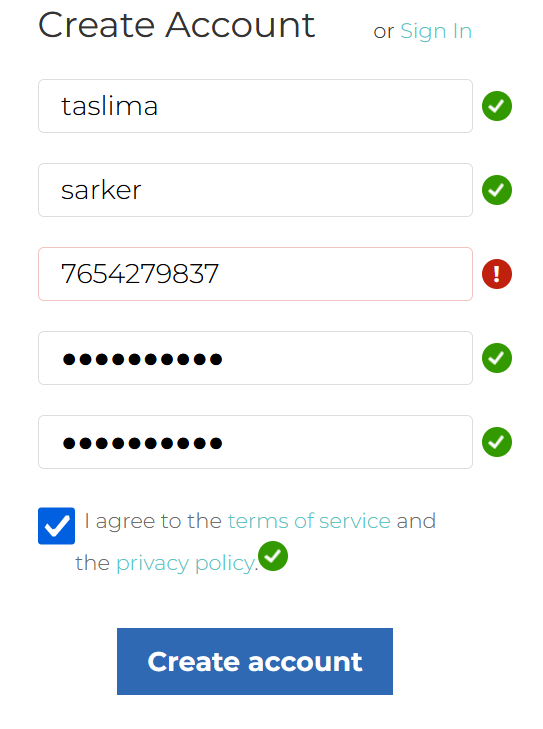 Create Account or Sign In
taslima
sarker
7654279837
••••••••••
••••••••••
I agree to the terms of service and
the privacy policy.
Create account